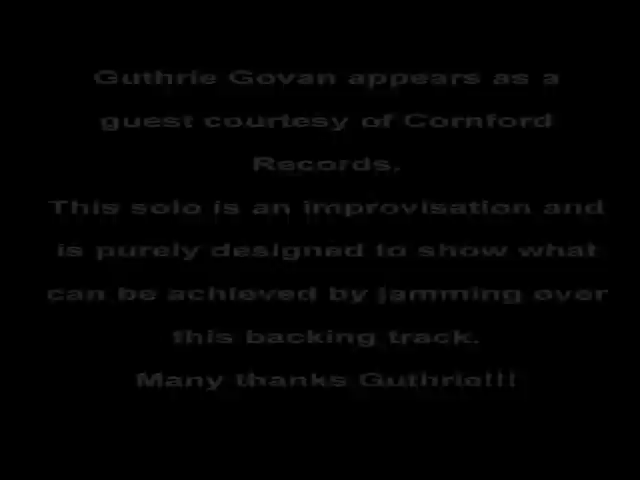 Guthrie Govan appears as a
guest courtesy of Cornford
Records.
This solo is an improvisation and
is purely designed to show what
can be achieved by jamming over
this backing track.
Many thanks Guthrie!!!